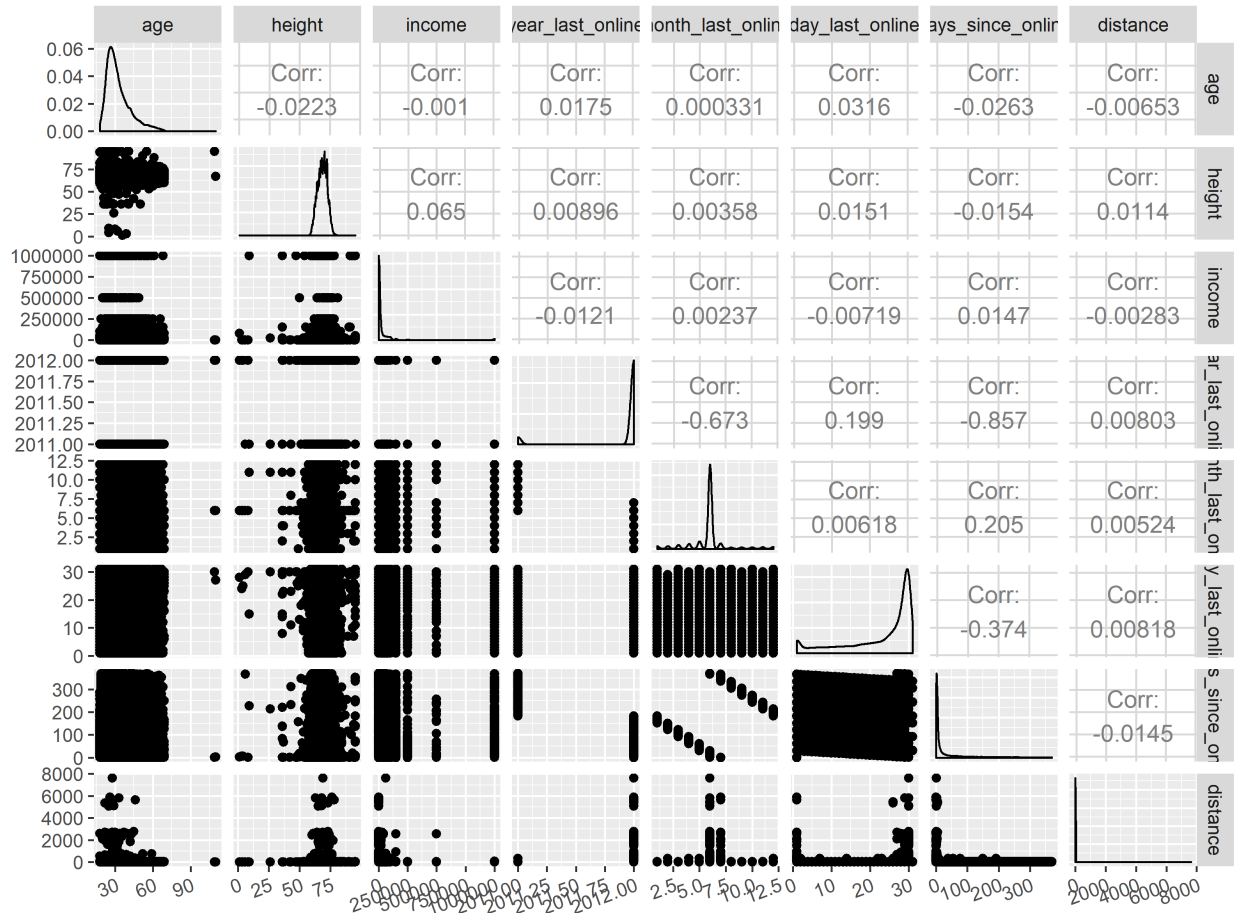 age height income year_last_online onth_last_onlin day_last_online ays_since_onlin distance
0.06
0.04
0.02
0.00
Corr: Corr: Corr: Corr: Corr: Corr: Corr:
-0.0223 -0.001 0.0175 0.000331 0.0316 -0.0263 -0.00653
age
75
50
25
0
Corr: Corr: Corr: Corr: Corr: Corr:
0.065 0.00896 0.00358 0.0151 -0.0154 0.0114
height
1000000
750000
500000
250000
0
Corr: Corr: Corr: Corr: Corr:
-0.0121 0.00237 -0.00719 0.0147 -0.00283
income
2012.00
2011.75
2011.50
2011.25
2011.00
Corr: Corr: Corr: Corr:
-0.673 0.199 -0.857 0.00803
ar_last_onli
12.5
10.0
7.5
5.0
2.5
Corr: Corr: Corr:
0.00618 0.205 0.00524
nth_last_on
30
20
10
0
Corr: Corr:
-0.374 0.00818
y_last_onli
300
200
100
0
Corr:
-0.0145
s_since_on
8000
6000
4000
2000
0
distance
30 60 90 0 25 50 75 2.5 5.0 7.5 10.0 12.5 0 10 20 30 0 100 200 300 0 2000 4000 6000 8000